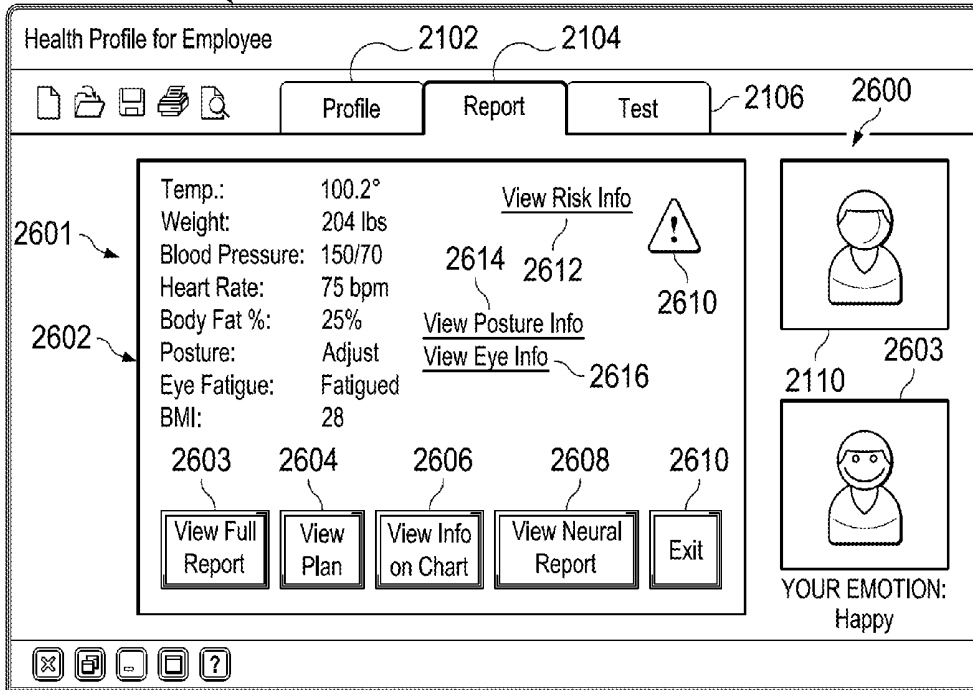 Health Profile for Employee
2102
2104
Profile
Report
Test
2106
2600
Temp.: 100.2°
View Risk Info
!
Weight: 204 lbs
2601
Blood Pressure: 150/70
2614
2612
2610
Heart Rate: 75 bpm
Body Fat %: 25%
View Posture Info
2602
Posture: Adjust
View Eye Info
2616
2110
2603
Eye Fatigue: Fatigued
BMI: 28
2603
2604
2606
2608
2610
View Full
Report
View
Plan
View Info
on Chart
View Neural
Report
Exit
YOUR EMOTION:
Happy
?